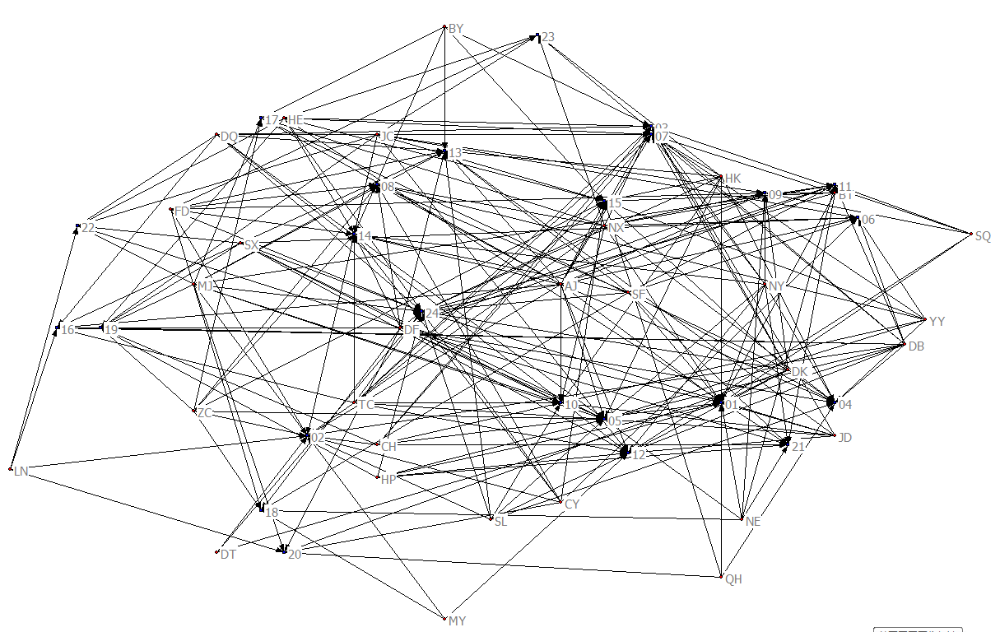 BY
23
17
HE
03
07
DQ
JC
13
HK
08
11
09
BT
15
FD
06
22
NX
14
SQ
SX
MJ
AJ
NY
SF
24
YY
16
19
DF
DB
DK
TC
10
01
04
ZC
05
02
JD
CH
21
12
LN
HP
CY
18
SL
NE
DT
20
QH
MY